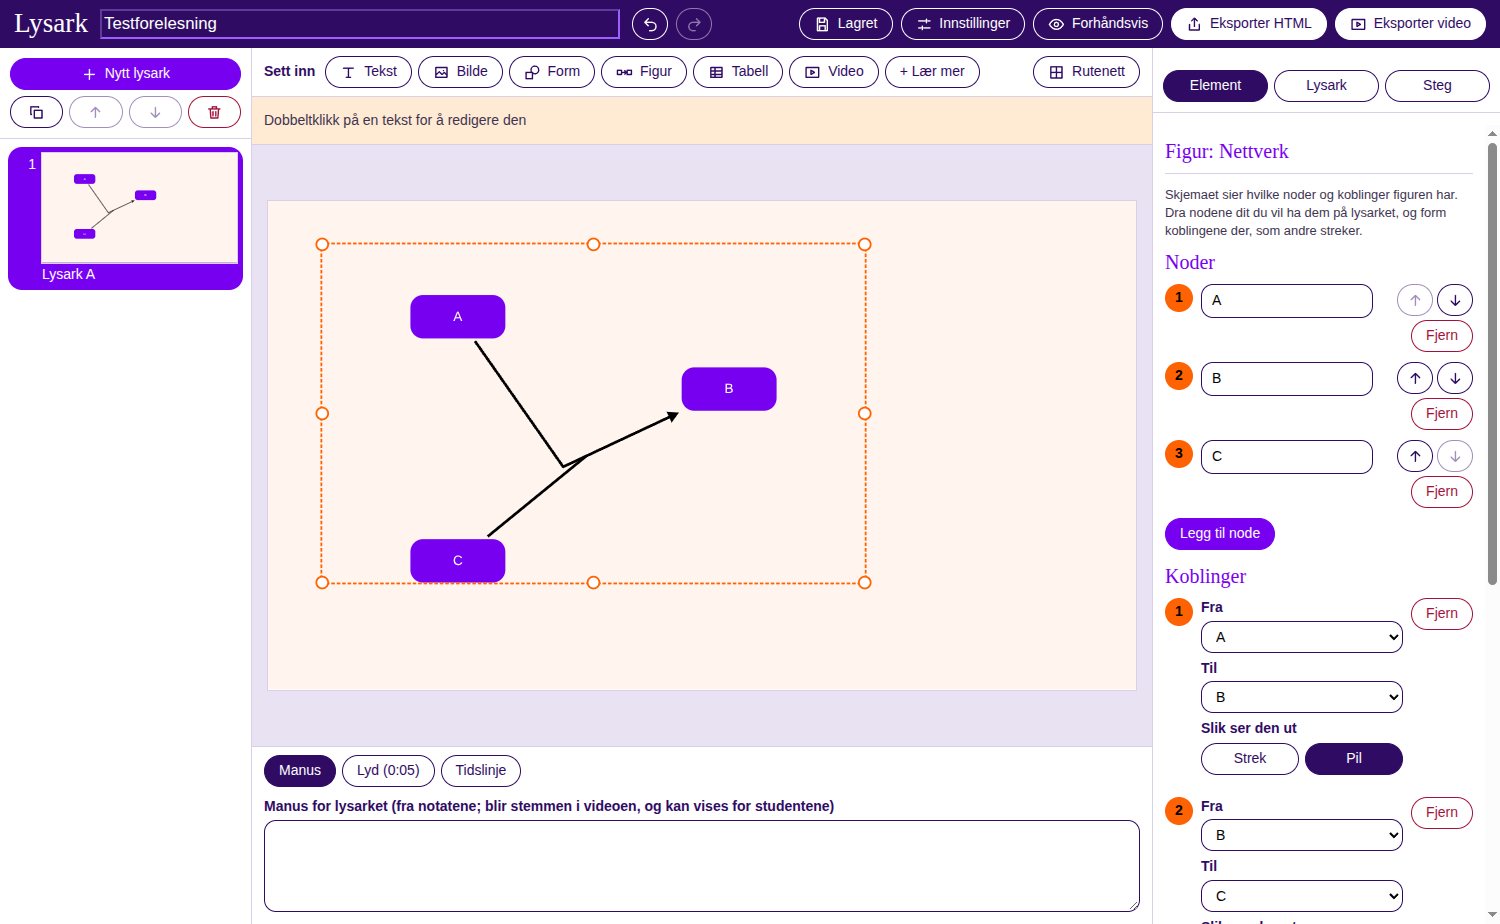 Lysark
Testforelesning
Lagret
Innstillinger
Forhåndsvis
Eksporter HTML
Eksporter video
Nytt lysark
1
Lysark A
Sett inn
Tekst
Bilde
Form
Figur
Tabell
Video
+ Lær mer
Rutenett
Dobbeltklikk på en tekst for å redigere den
A
B
C
Manus
Lyd (0:05)
Tidslinje
Manus for lysarket (fra notatene; blir stemmen i videoen, og kan vises for studentene)
Element
Lysark
Steg
Figur: Nettverk
Skjemaet sier hvilke noder og koblinger figuren har.
Dra nodene dit du vil ha dem på lysarket, og form
koblingene der, som andre streker.
Noder
1
A
Fjern
2
B
Fjern
3
C
Fjern
Legg til node
Koblinger
1
Fra
Fjern
A
Til
B
Slik ser den ut
Strek
Pil
2
Fra
Fjern
B
Til
C